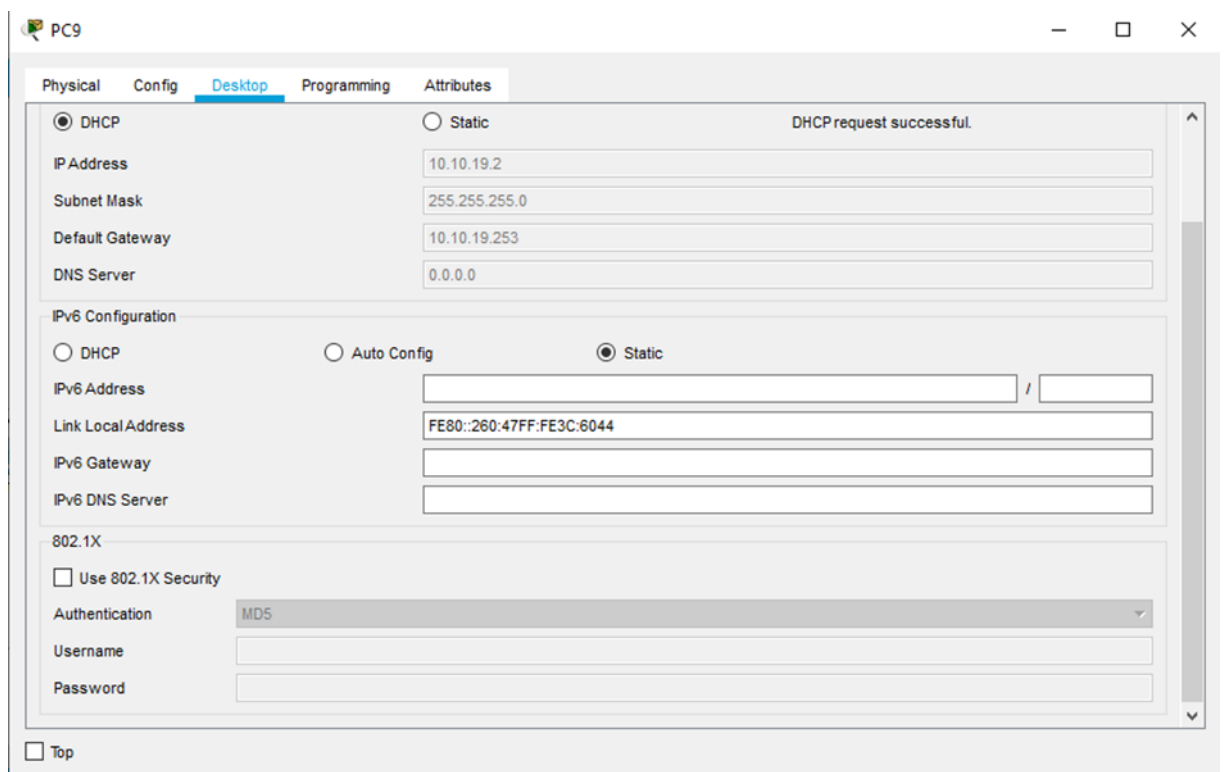 PC9
Physical Config Desktop Programming Attributes
DHCP Static DHCP request successful.
IP Address 10.10.19.2
Subnet Mask 255.255.255.0
Default Gateway 10.10.19.253
DNS Server 0.0.0.0
IPv6 Configuration
DHCP Auto Config Static
IPv6 Address /
Link Local Address FE80::260:47FF:FE3C:6044
IPv6 Gateway
IPv6 DNS Server
802.1X
Use 802.1X Security
Authentication MD5
Username
Password
Top